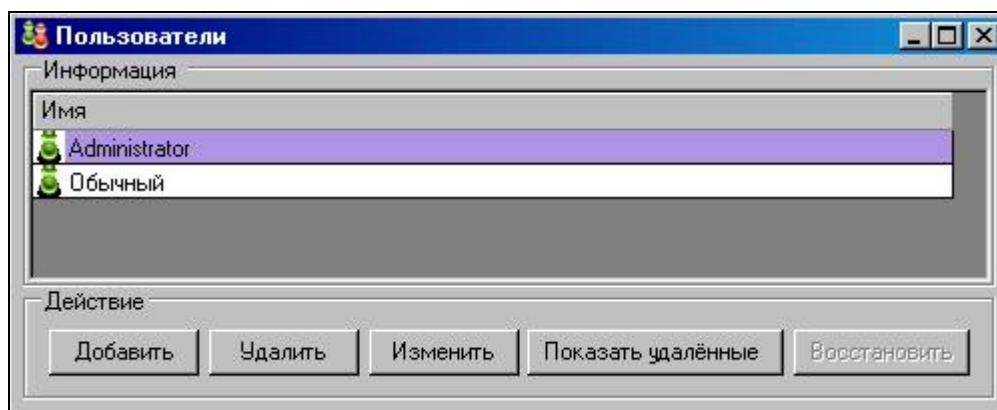 Пользователи
Информация
Имя
Administrator
Обычный
Действие
Добавить Удалить Изменить Показать удалённые Восстановить